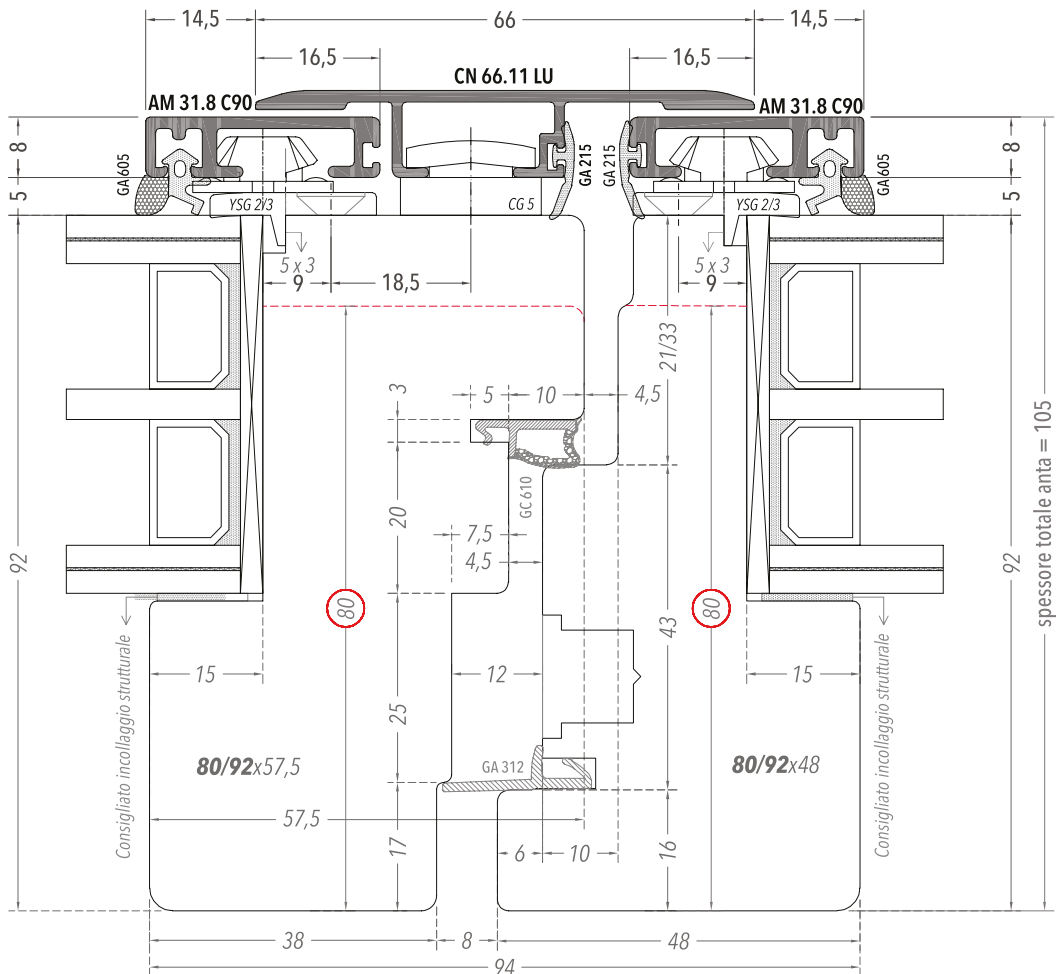 14,5
66
14,5
16,5
16,5
CN 66.11 LU
AM 31.8 C90
AM 31.8 C90
8
8
GA 605
GA 215
GA 215
GA 605
5
5
YSG 2/3
CG 5
YSG 2/3
5 x 3
5 x 3
9
18,5
9
21/33
3
5
10
4,5
GC 610
20
7,5
4,5
92
92
spessore totale anta = 105
80
80
43
Consigliato incollaggio strutturale
Consigliato incollaggio strutturale
15
12
15
25
80/92x57,5
GA 312
80/92x48
57,5
17
6
10
16
38
8
48
94